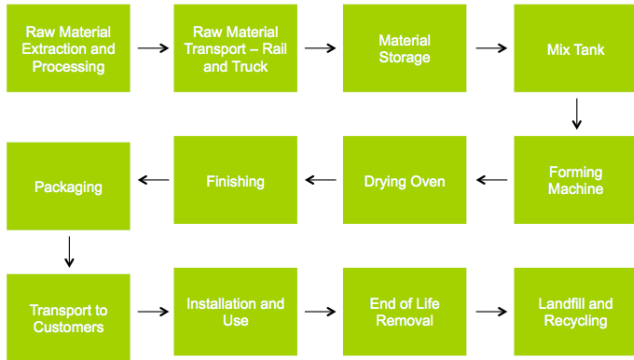 Raw Material
Extraction and
Processing
Raw Material
Transport – Rail
and Truck
Material
Storage
Mix Tank
Forming
Machine
Drying Oven
Finishing
Packaging
Transport to
Customers
Installation and
Use
End of Life
Removal
Landfill and
Recycling